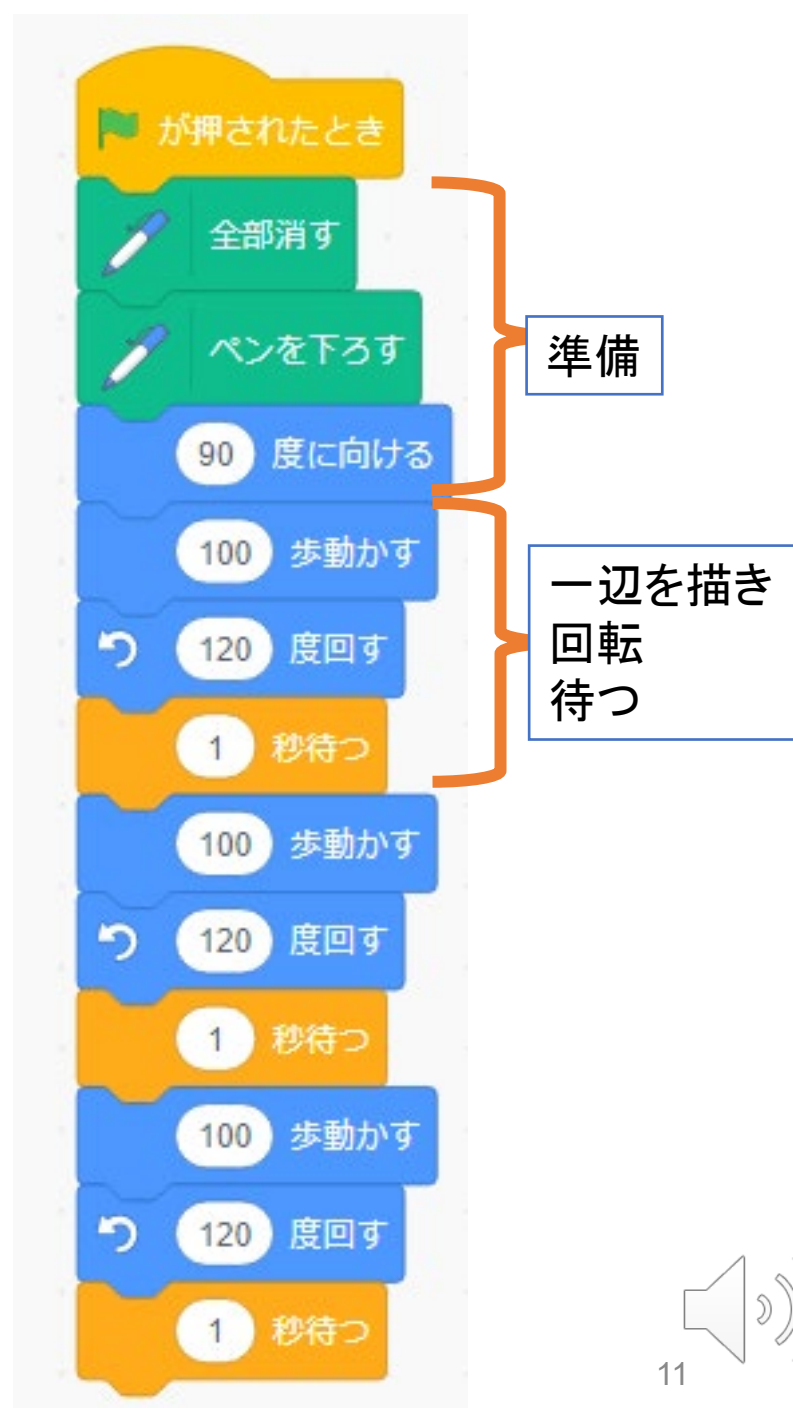 が押されたとき
全部消す
ペンを下ろす
準備
90 度に向ける
100 歩動かす
一辺を描き
回転
待つ
120 度回す
1 秒待つ
100 歩動かす
120 度回す
1 秒待つ
100 歩動かす
120 度回す
1 秒待つ
11